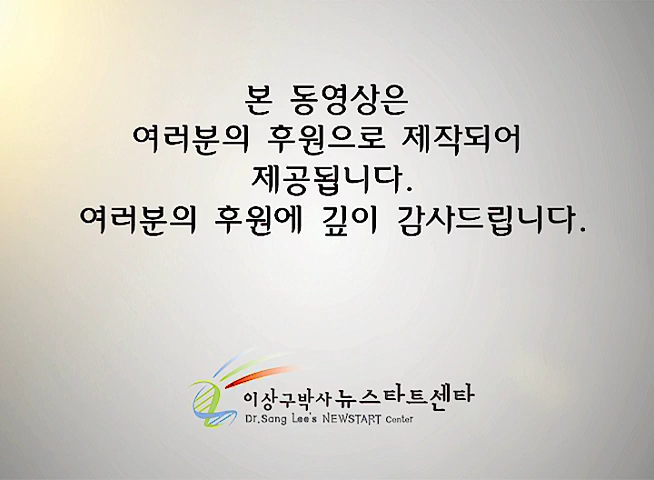 본 동영상은
여러분의 후원으로 제작되어
제공됩니다.
여러분의 후원에 깊이 감사드립니다.
이상구박사 뉴스타트센타
Dr.Sang Lee's NEWSTART Center